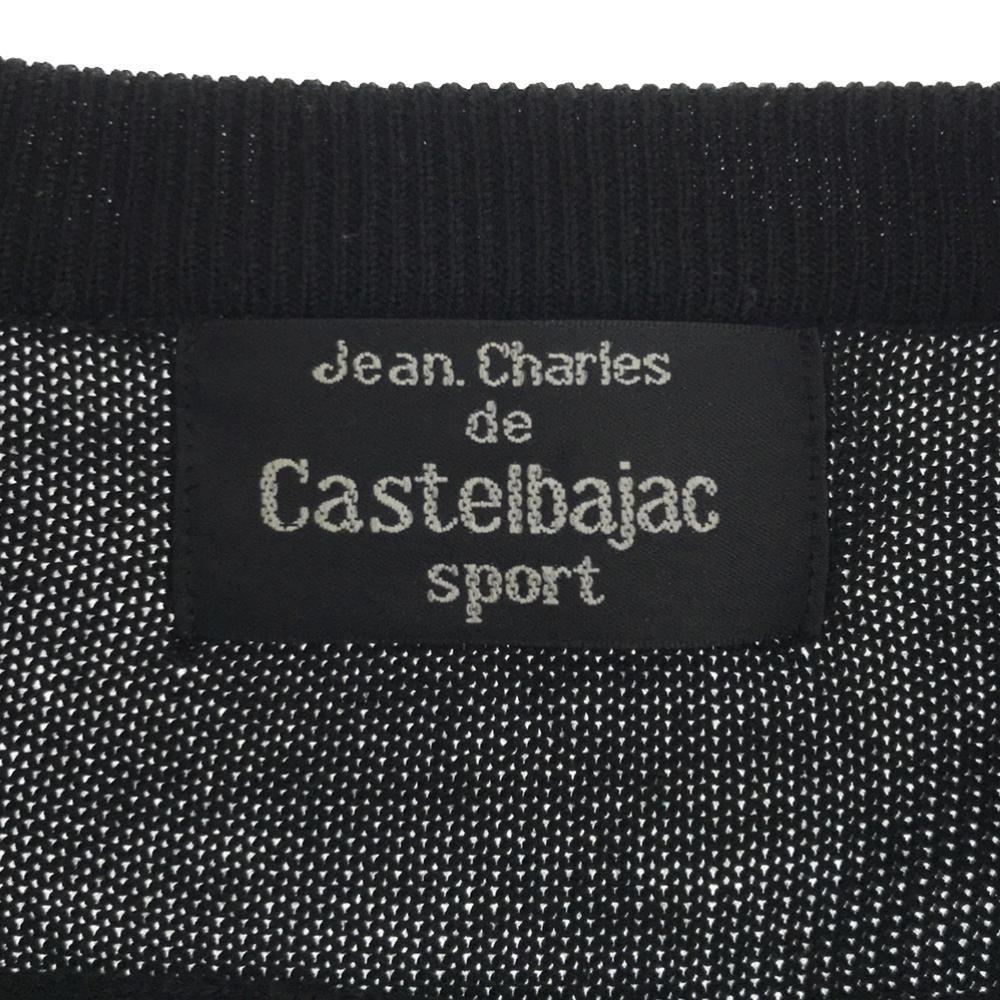 Jean. Charles
de
Castelbajac
sport